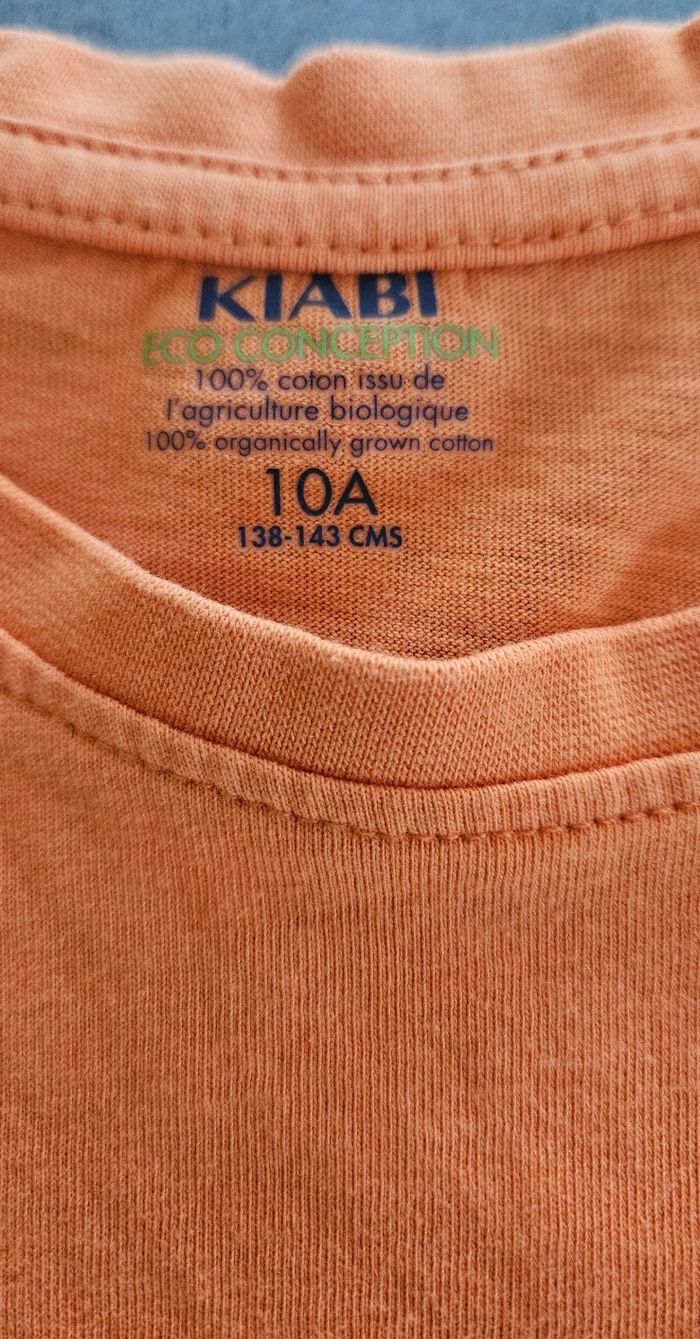 KIABI
ECO CONCEPTION
100% coton issu de
l'agriculture biologique
100% organically grown cotton
10A
138-143 CMS